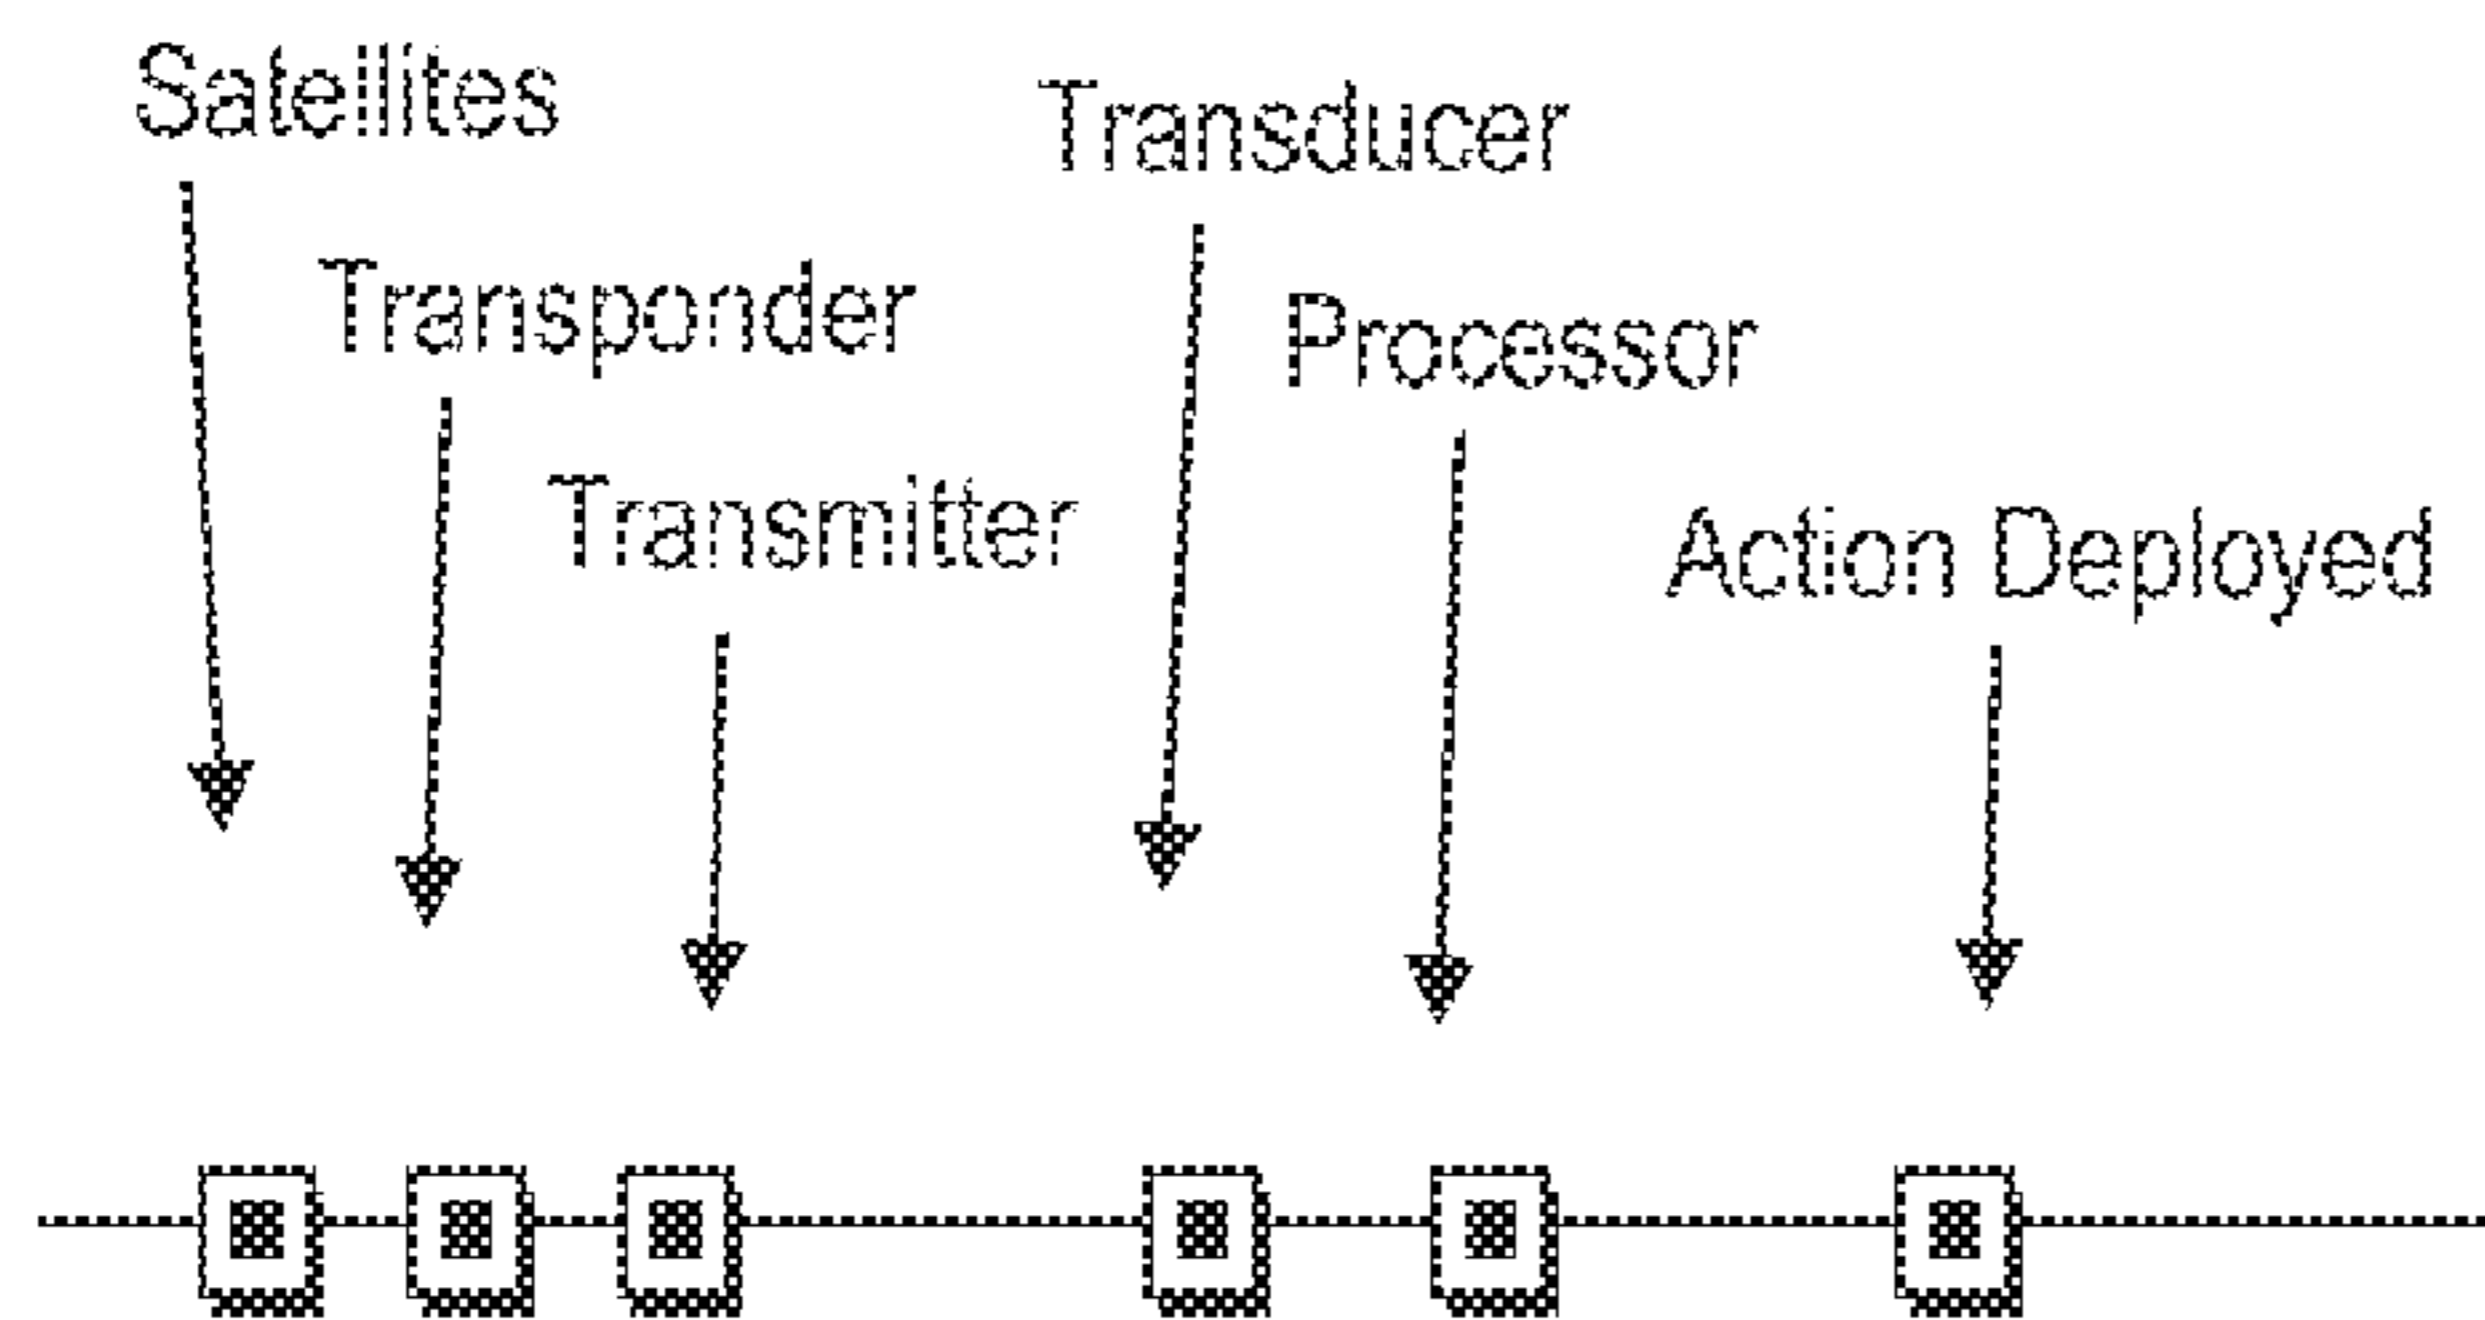 Satellites
Transponder
Transmitter
Transducer
Processor
Action Deployed